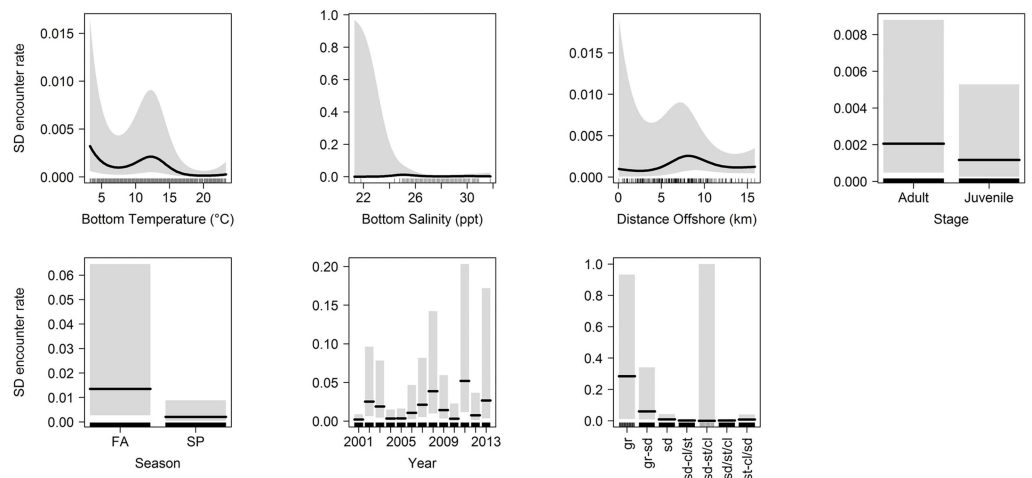 SD encounter rate
0.015
0.010
0.005
0.000
5 10 15 20
Bottom Temperature (°C)
1.0
0.8
0.6
0.4
0.2
0.0
22 26 30
Bottom Salinity (ppt)
0.015
0.010
0.005
0.000
0 5 10 15
Distance Offshore (km)
0.008
0.006
0.004
0.002
0.000
Adult Juvenile
Stage
SD encounter rate
0.06
0.05
0.04
0.03
0.02
0.01
0.00
FA SP
Season
0.20
0.15
0.10
0.05
0.00
2001 2005 2009 2013
Year
1.0
0.8
0.6
0.4
0.2
0.0
gr
gr-sd
sd
sd-cl/st
sd-st/cl
sd/st/cl
st-cl/sd